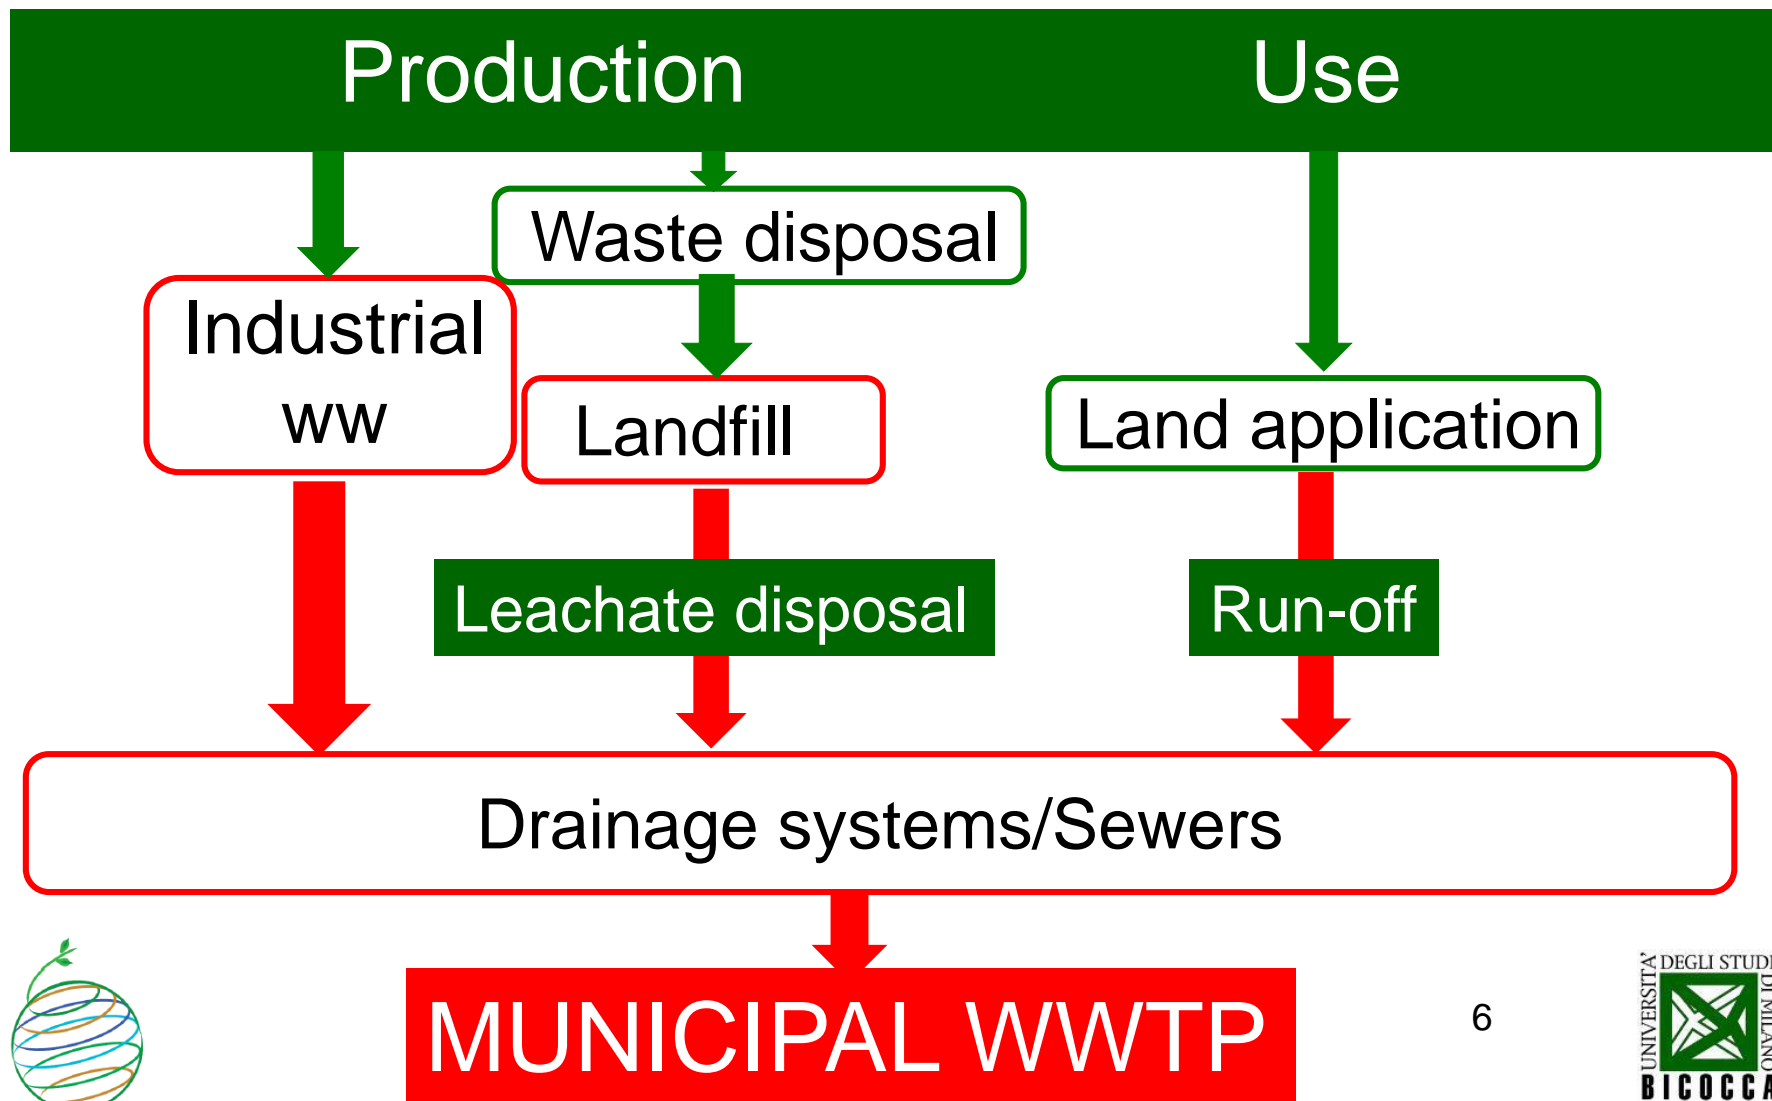 Production
Use
Waste disposal
Industrial
ww
Landfill
Land application
Leachate disposal
Run-off
Drainage systems/Sewers
MUNICIPAL WWTP
6
UNIVERSITA'
DEGLI STUDI
DI MILANO
BICOCCA